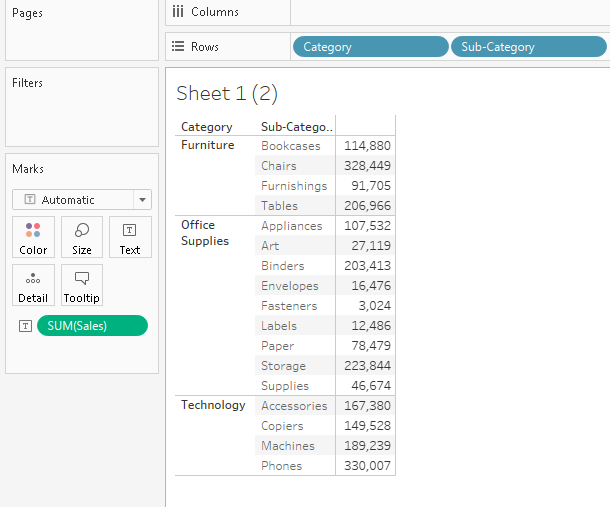 Pages
Columns
Rows
Category Sub-Category
Filters
Sheet 1 (2)
Category Sub-Catego..
Furniture Bookcases 114,880
Chairs 328,449
Furnishings 91,705
Tables 206,966
Office Supplies Appliances 107,532
Art 27,119
Binders 203,413
Envelopes 16,476
Fasteners 3,024
Labels 12,486
Paper 78,479
Storage 223,844
Supplies 46,674
Technology Accessories 167,380
Copiers 149,528
Machines 189,239
Phones 330,007
Marks
T Automatic
Color Size T Text
Detail Tooltip
T SUM(Sales)